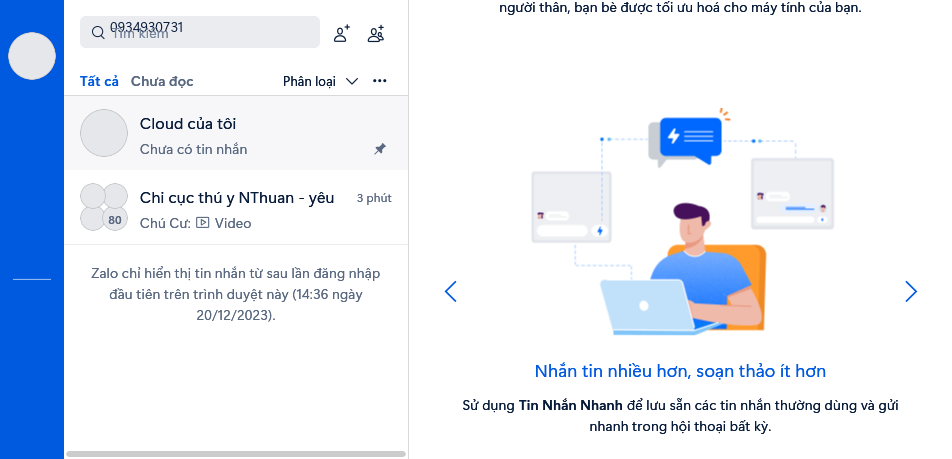 0934930731
Tìm kiếm
Tất cả Chưa đọc Phân loại
Cloud của tôi
Chưa có tin nhắn
Chi cục thú y NThuan - yêu 3 phút
80
Chú Cư: Video
Zalo chỉ hiển thị tin nhắn từ sau lần đăng nhập
đầu tiên trên trình duyệt này (14:36 ngày
20/12/2023).
người thân, bạn bè được tối ưu hoá cho máy tính của bạn.
Nhắn tin nhiều hơn, soạn thảo ít hơn
Sử dụng Tin Nhắn Nhanh để lưu sẵn các tin nhắn thường dùng và gửi
nhanh trong hội thoại bất kỳ.